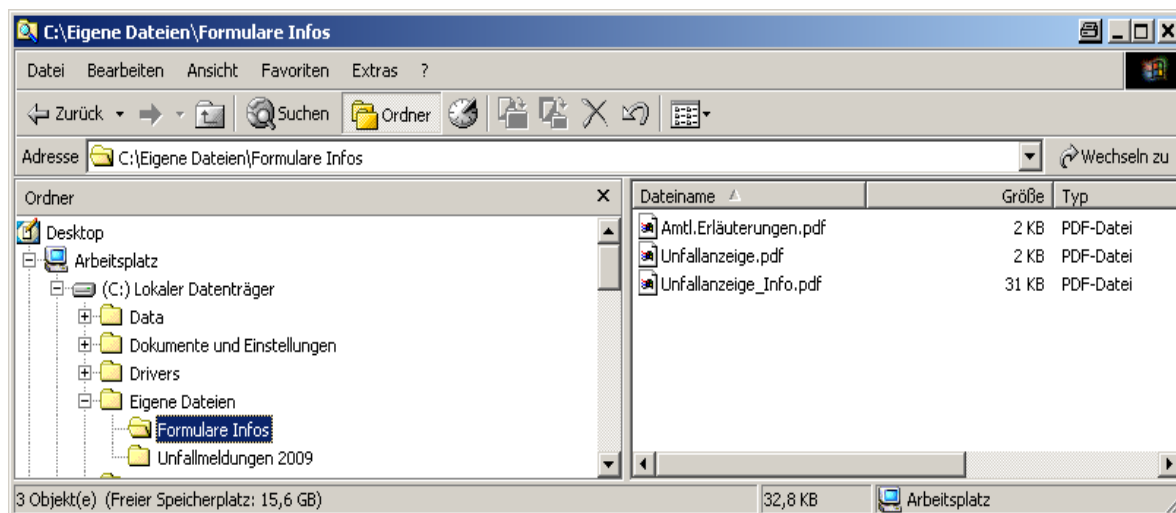 C:\Eigene Dateien\Formulare Infos
Datei Bearbeiten Ansicht Favoriten Extras ?
Zurück Suchen Ordner
Adresse C:\Eigene Dateien\Formulare Infos Wechseln zu
Ordner
Desktop
Arbeitsplatz
(C:) Lokaler Datenträger
Data
Dokumente und Einstellungen
Drivers
Eigene Dateien
Formulare Infos
Unfallmeldungen 2009
Dateiname Größe Typ
Amtl.Erläuterungen.pdf 2 KB PDF-Datei
Unfallanzeige.pdf 2 KB PDF-Datei
Unfallanzeige_Info.pdf 31 KB PDF-Datei
3 Objekt(e) (Freier Speicherplatz: 15,6 GB) 32,8 KB Arbeitsplatz